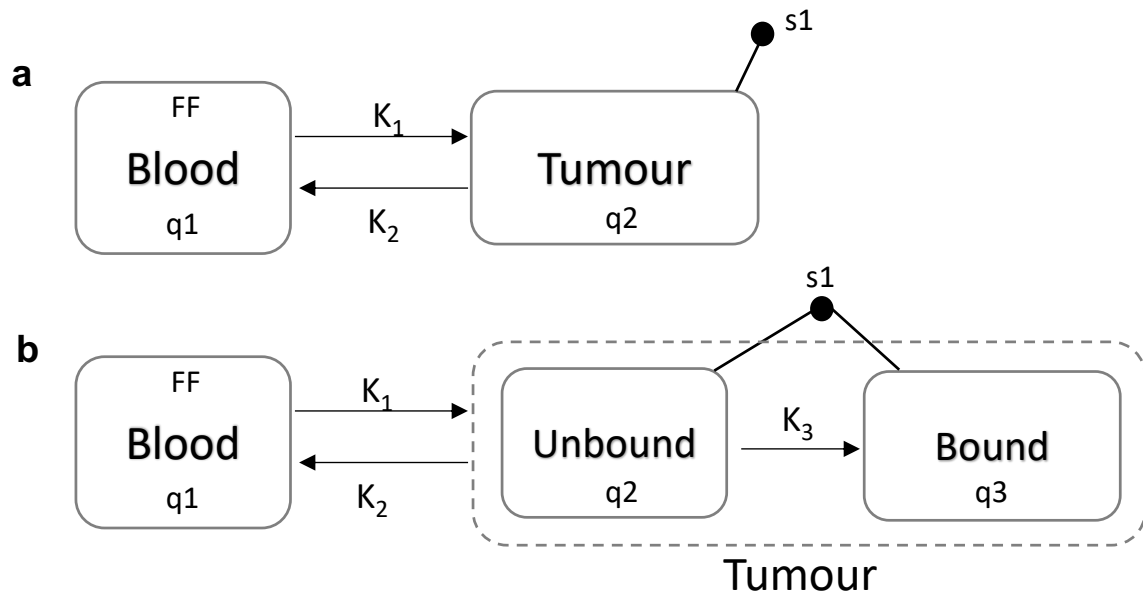 s1
a
FF
Blood
q1
K₁
K₂
Tumour
q2
s1
b
FF
Blood
q1
K₁
K₂
Unbound
q2
K₃
Bound
q3
Tumour